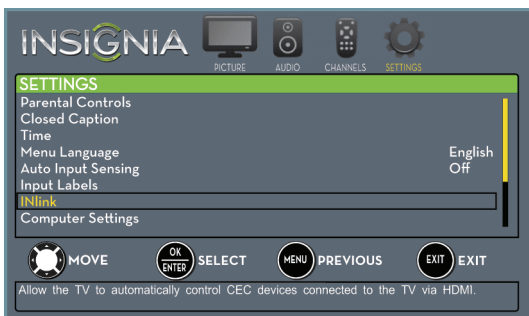 INSIGNIA
PICTURE AUDIO CHANNELS SETTINGS
SETTINGS
Parental Controls
Closed Caption
Time
Menu Language English
Auto Input Sensing Off
Input Labels
INlink
Computer Settings
MOVE OK ENTER SELECT MENU PREVIOUS EXIT EXIT
Allow the TV to automatically control CEC devices connected to the TV via HDMI.